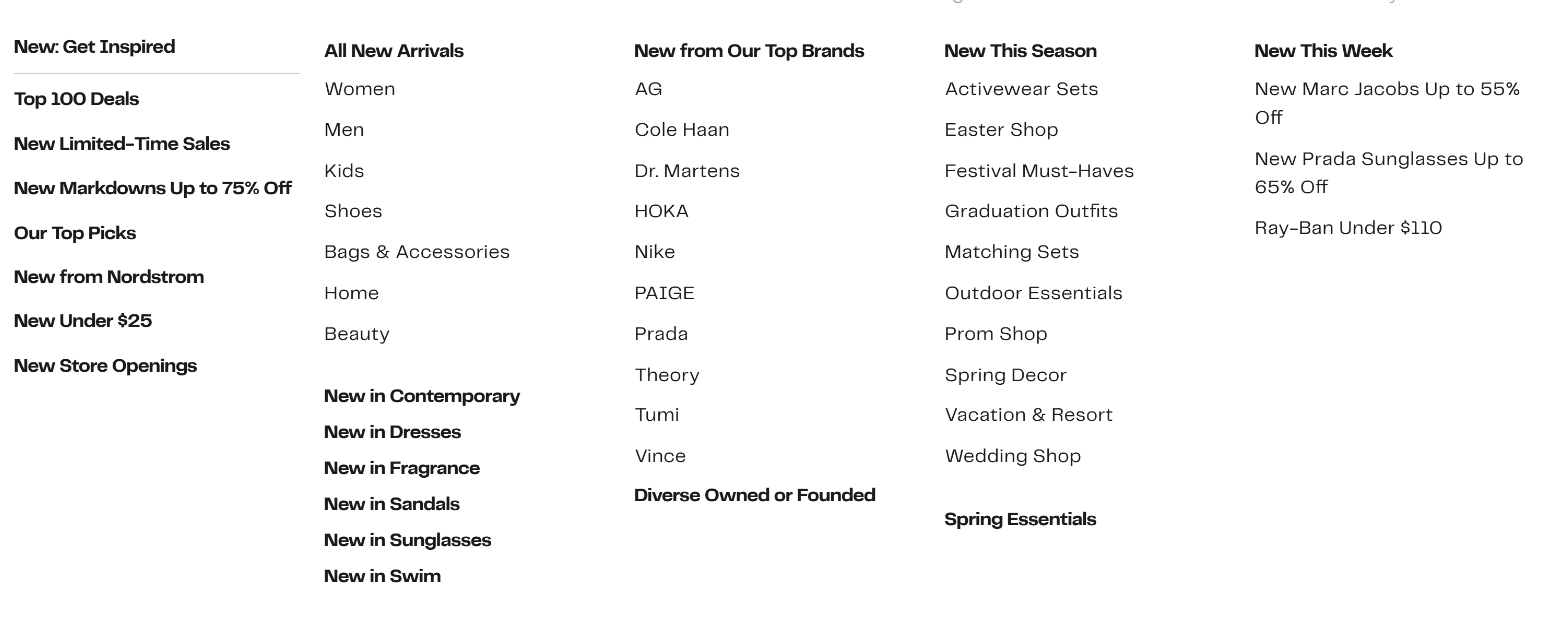 New: Get Inspired
Top 100 Deals
New Limited-Time Sales
New Markdowns Up to 75% Off
Our Top Picks
New from Nordstrom
New Under $25
New Store Openings
All New Arrivals
Women
Men
Kids
Shoes
Bags & Accessories
Home
Beauty
New in Contemporary
New in Dresses
New in Fragrance
New in Sandals
New in Sunglasses
New in Swim
New from Our Top Brands
AG
Cole Haan
Dr. Martens
HOKA
Nike
PAIGE
Prada
Theory
Tumi
Vince
Diverse Owned or Founded
New This Season
Activewear Sets
Easter Shop
Festival Must-Haves
Graduation Outfits
Matching Sets
Outdoor Essentials
Prom Shop
Spring Decor
Vacation & Resort
Wedding Shop
Spring Essentials
New This Week
New Marc Jacobs Up to 55%
Off
New Prada Sunglasses Up to
65% Off
Ray-Ban Under $110